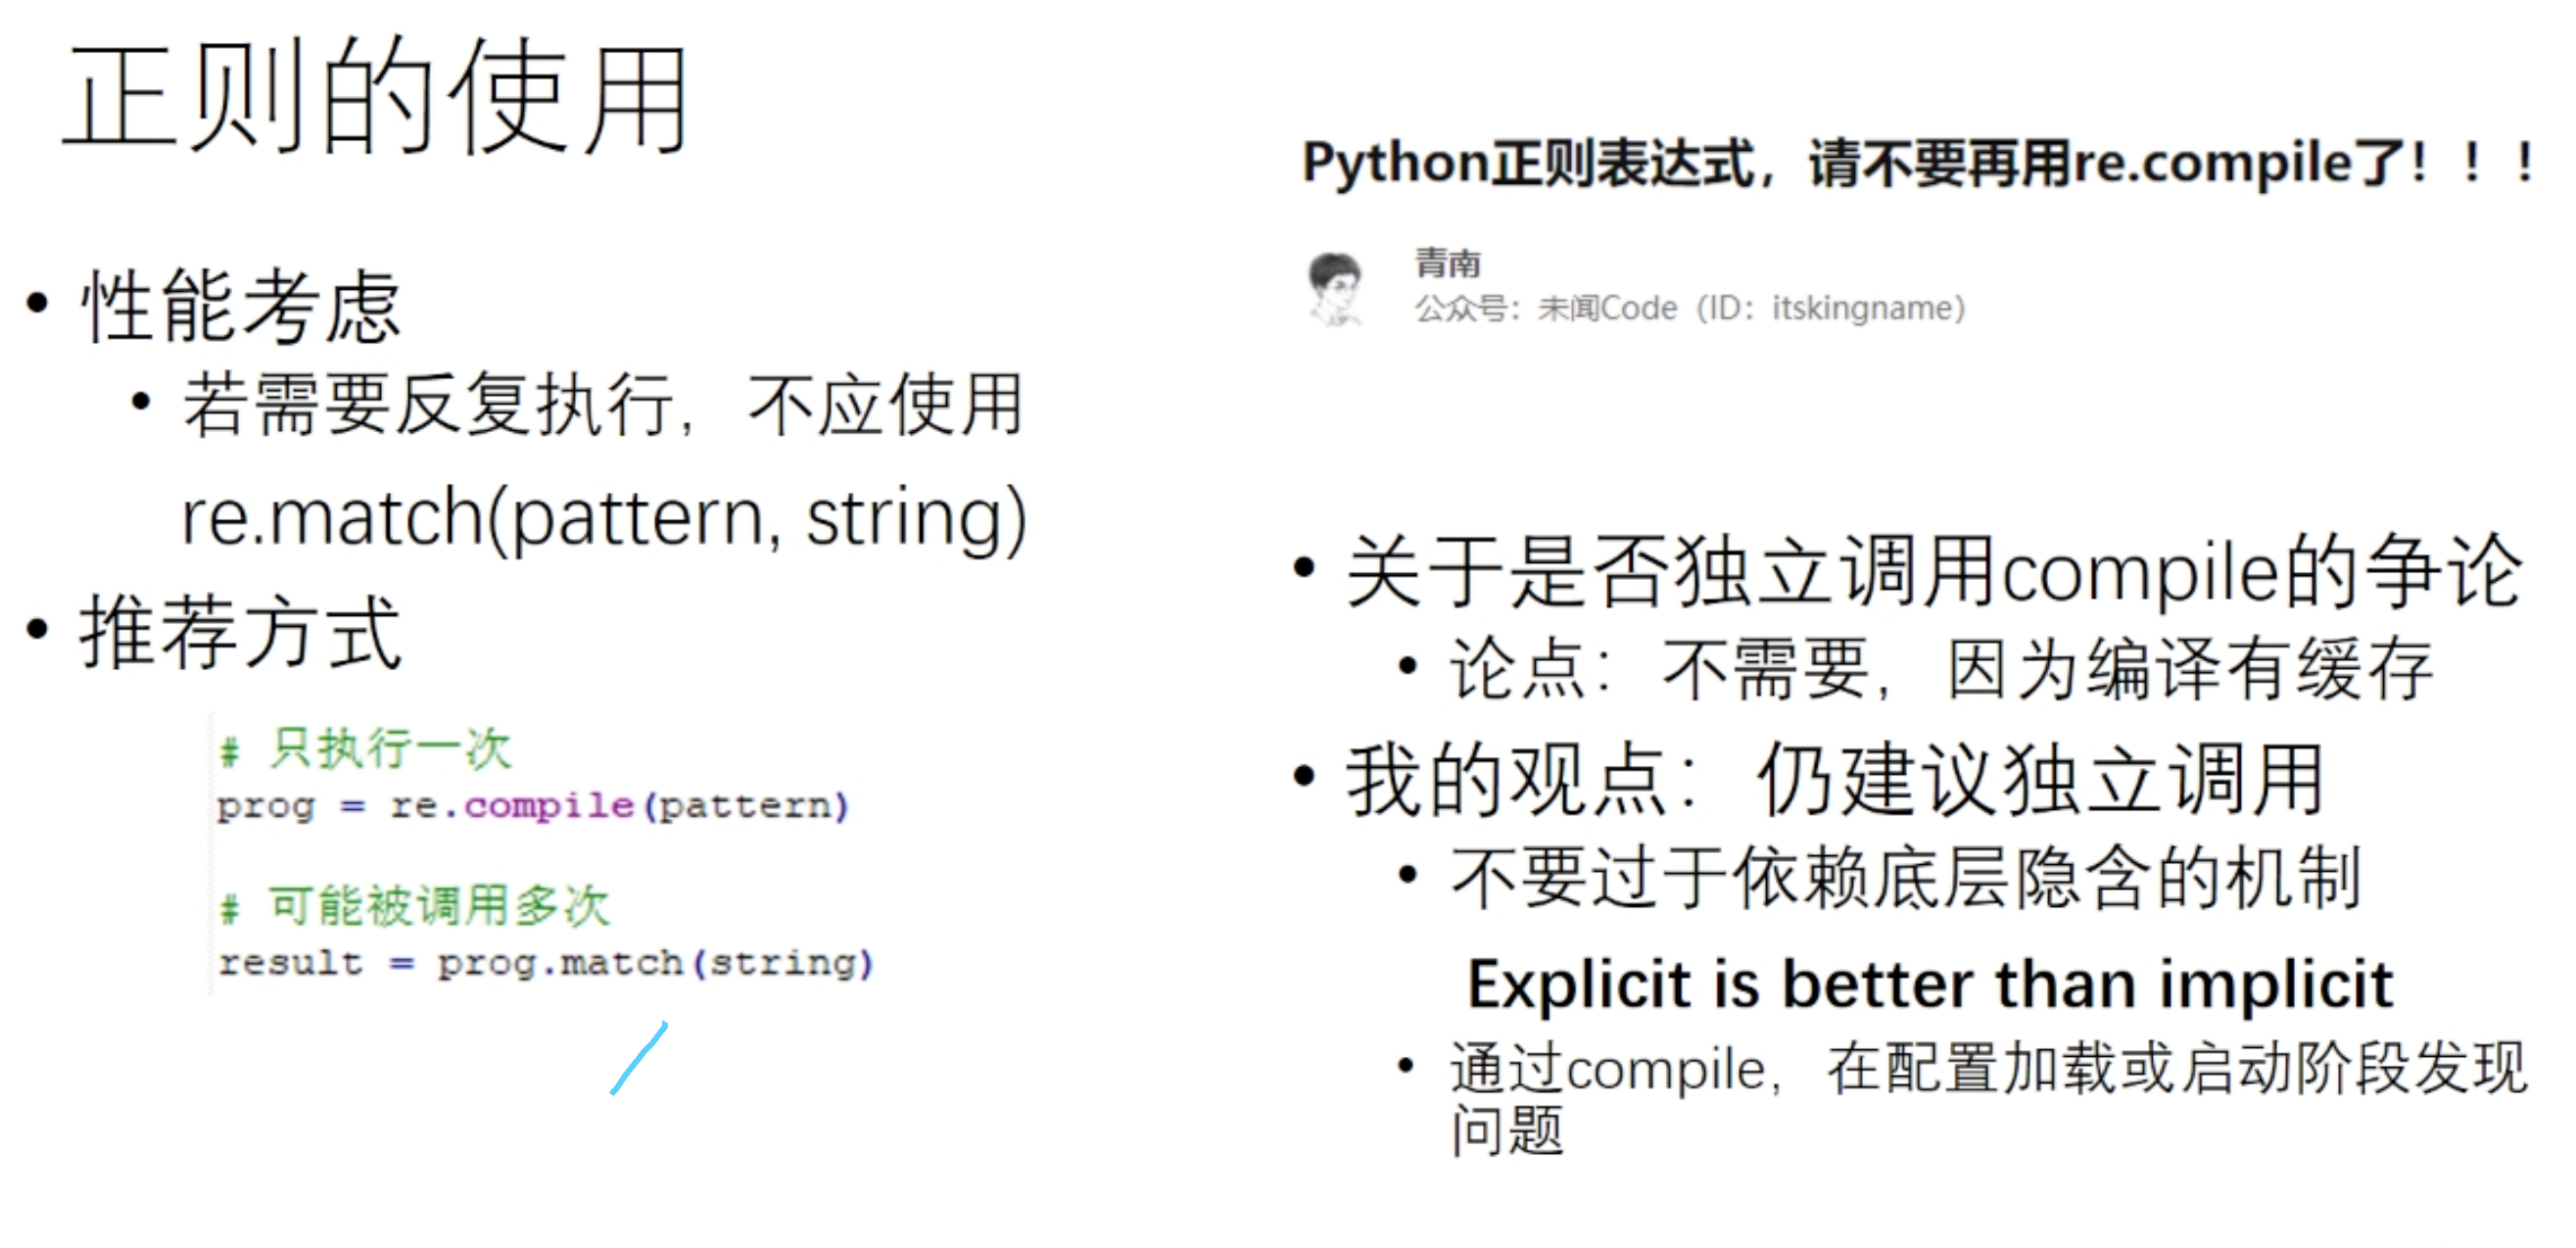 正则的使用
• 性能考虑
• 若需要反复执行，不应使用
re.match(pattern, string)
• 推荐方式
# 只执行一次
prog = re.compile(pattern)
# 可能被调用多次
result = prog.match(string)
Python正则表达式，请不要再用re.compile了！！！
青南
公众号：未闻Code（ID：itskingname）
• 关于是否独立调用compile的争论
• 论点：不需要，因为编译有缓存
• 我的观点：仍建议独立调用
• 不要过于依赖底层隐含的机制
Explicit is better than implicit
• 通过compile，在配置加载或启动阶段发现
问题